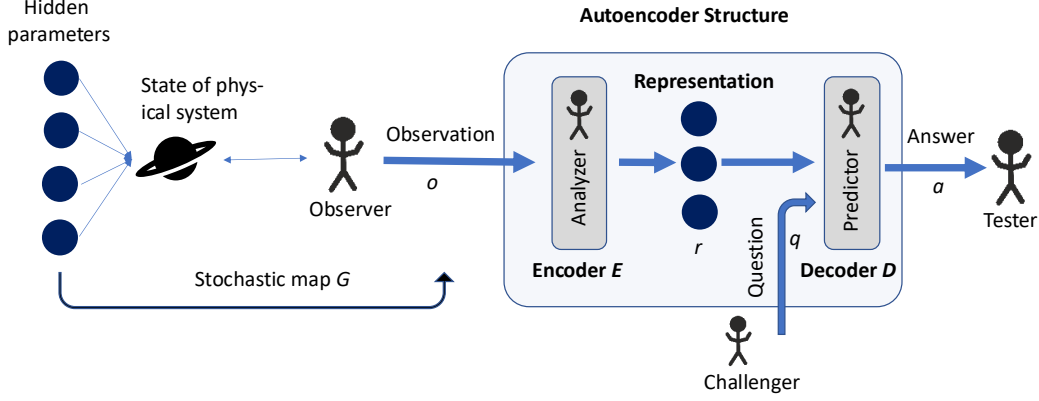 Hidden
parameters
State of phys-
ical system
Observer
Observation
o
Stochastic map G
Autoencoder Structure
Analyzer
Encoder E
Representation
r
Question
q
Predictor
Decoder D
Challenger
Answer
a
Tester